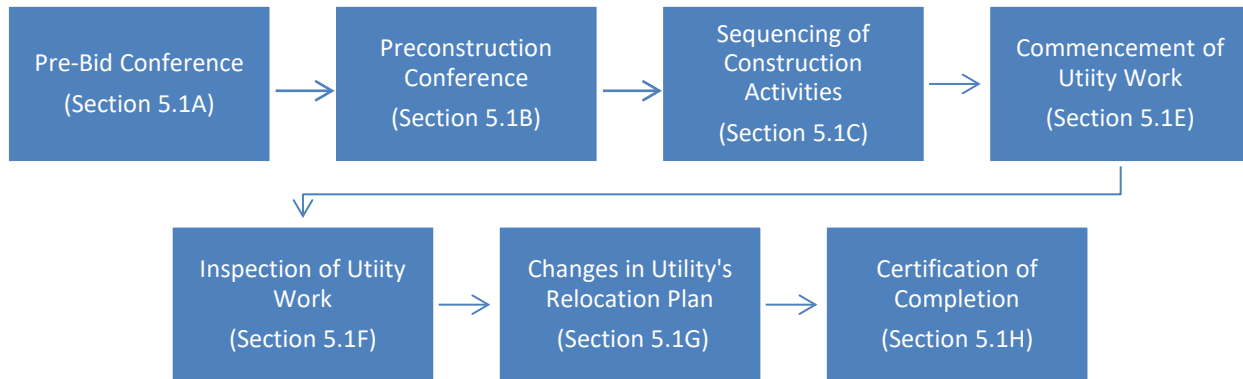 Pre-Bid Conference
(Section 5.1A)
Preconstruction
Conference
(Section 5.1B)
Sequencing of
Construction
Activities
(Section 5.1C)
Commencement of
Utiity Work
(Section 5.1E)
Inspection of Utiity
Work
(Section 5.1F)
Changes in Utility's
Relocation Plan
(Section 5.1G)
Certification of
Completion
(Section 5.1H)